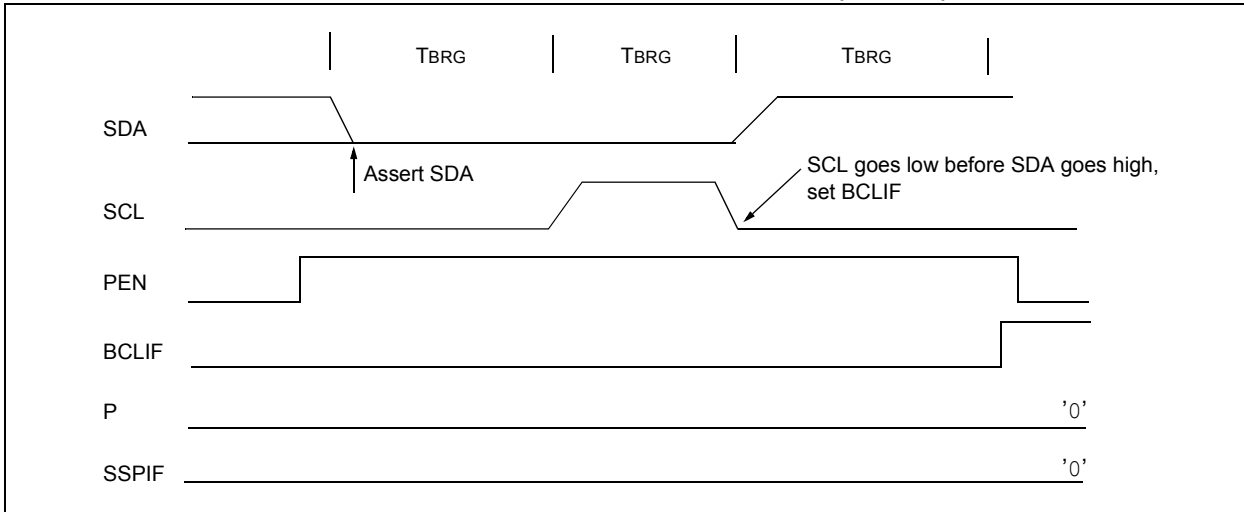 TBRG TBRG TBRG
SDA
Assert SDA
SCL goes low before SDA goes high,
set BCLIF
SCL
PEN
BCLIF
P '0'
SSPIF '0'